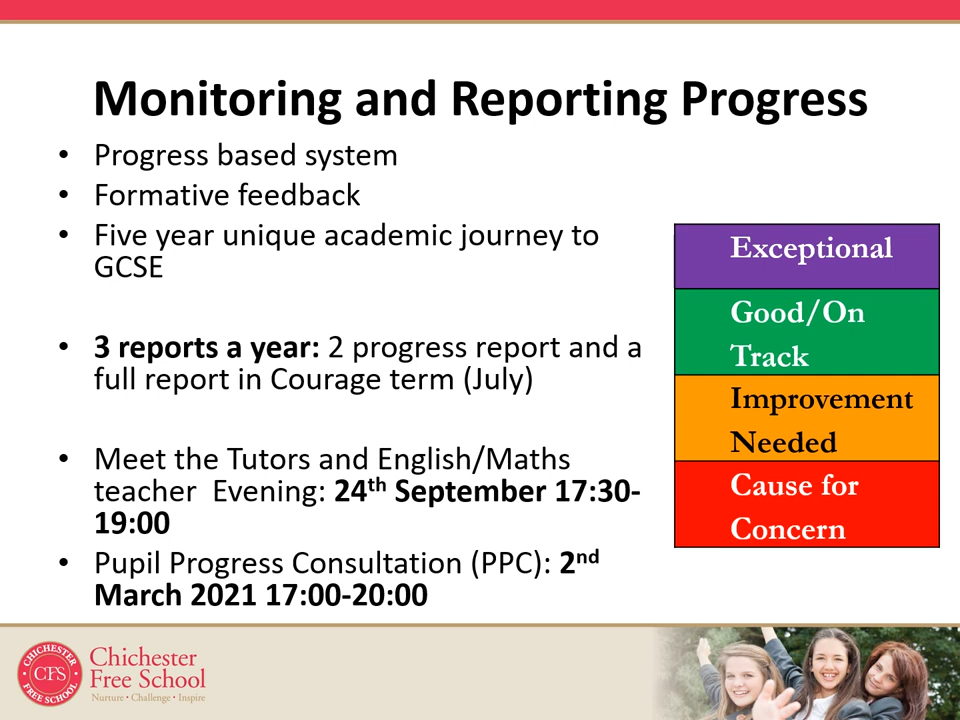 Monitoring and Reporting Progress
• Progress based system
• Formative feedback
• Five year unique academic journey to
GCSE
• 3 reports a year: 2 progress report and a
full report in Courage term (July)
• Meet the Tutors and English/Maths
teacher  Evening: 24th September 17:30-
19:00
• Pupil Progress Consultation (PPC): 2nd
March 2021 17:00-20:00
Exceptional
Good/On
Track
Improvement
Needed
Cause for
Concern
CHICHESTER
CFS
FREE SCHOOL
Chichester
Free School
Nurture • Challenge • Inspire